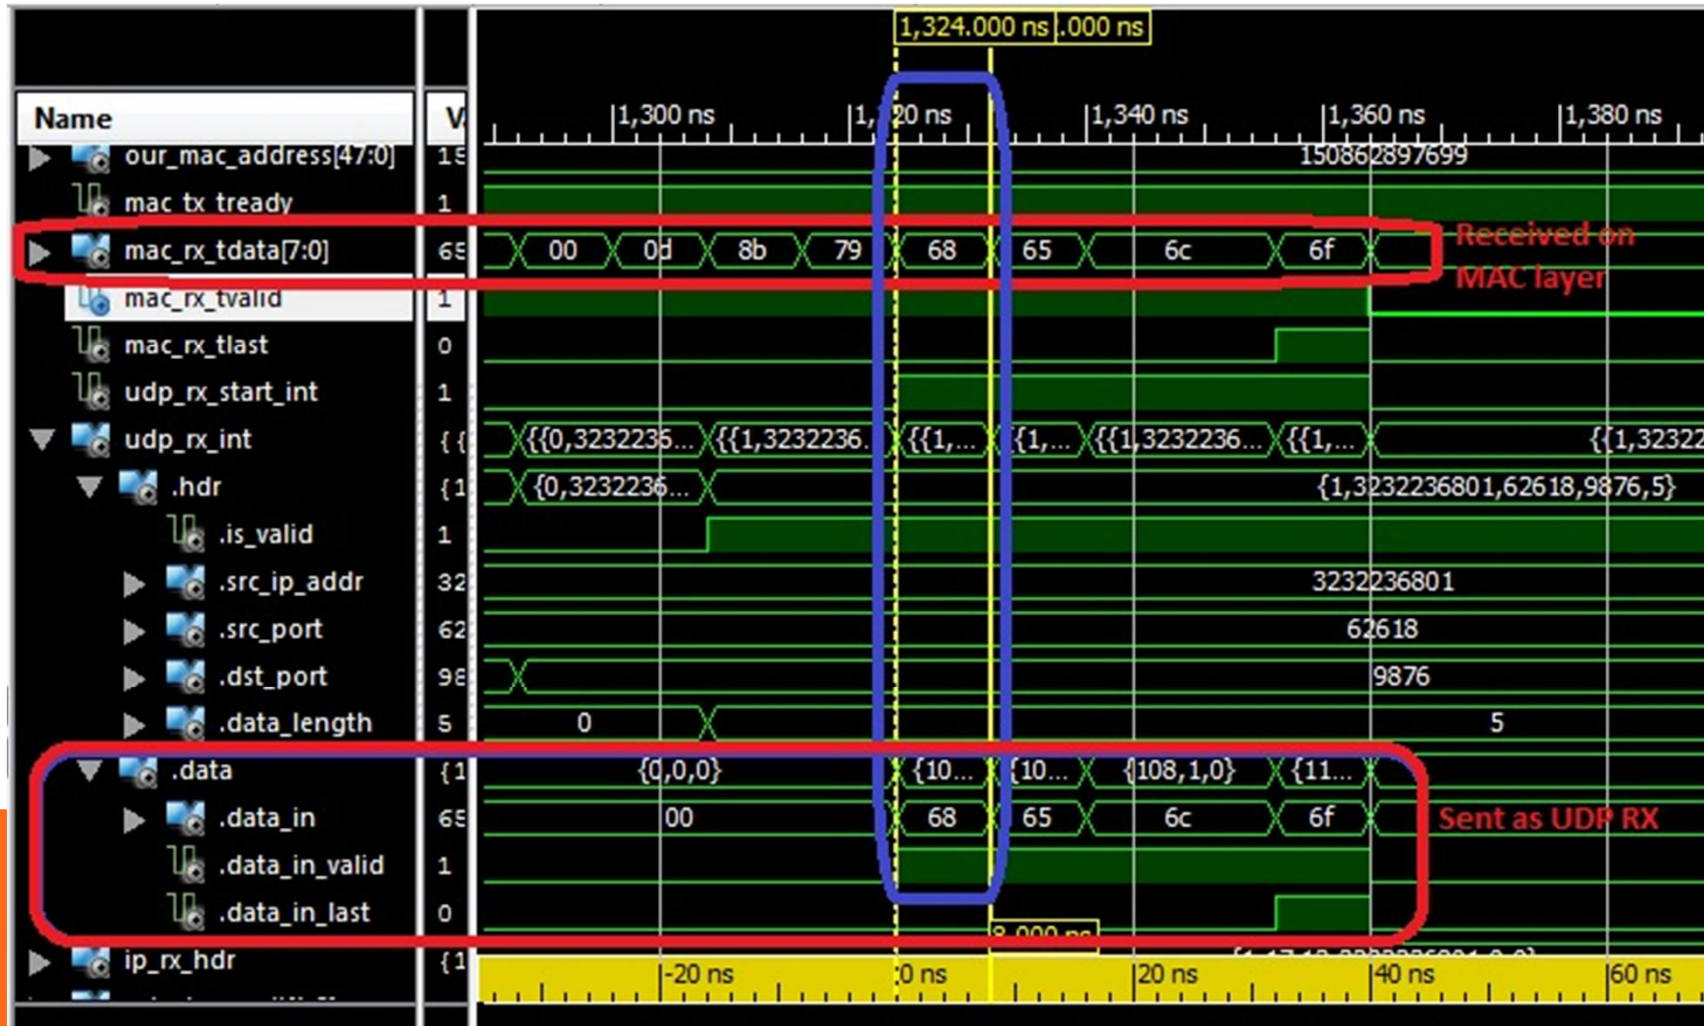 1,324.000 ns .000 ns
Name
1,300 ns 1,340 ns 1,360 ns 1,380 ns
our_mac_address[47:0] 150862897699
mac_tx_tready 1
mac_rx_tdata[7:0] 00 0d 8b 79 68 65 6c 6f
Received on
MAC layer
mac_rx_tvalid 1
mac_rx_tlast 0
udp_rx_start_int 1
udp_rx_int {{0,3232236... {{1,3232236. {{1,... {1,... {{1,3232236... {{1,... {{1,32322
.hdr {1 {0,3232236... {1,3232236801,62618,9876,5}
.is_valid 1
.src_ip_addr 32 3232236801
.src_port 62 62618
.dst_port 9876
.data_length 5 0 5
.data {1 {0,0,0} {10... {10... {108,1,0} {11...
.data_in 00 68 65 6c 6f
Sent as UDP RX
.data_in_valid 1
.data_in_last 0
8.000 ns
ip_rx_hdr {1
-20 ns 0 ns 20 ns 40 ns 60 ns